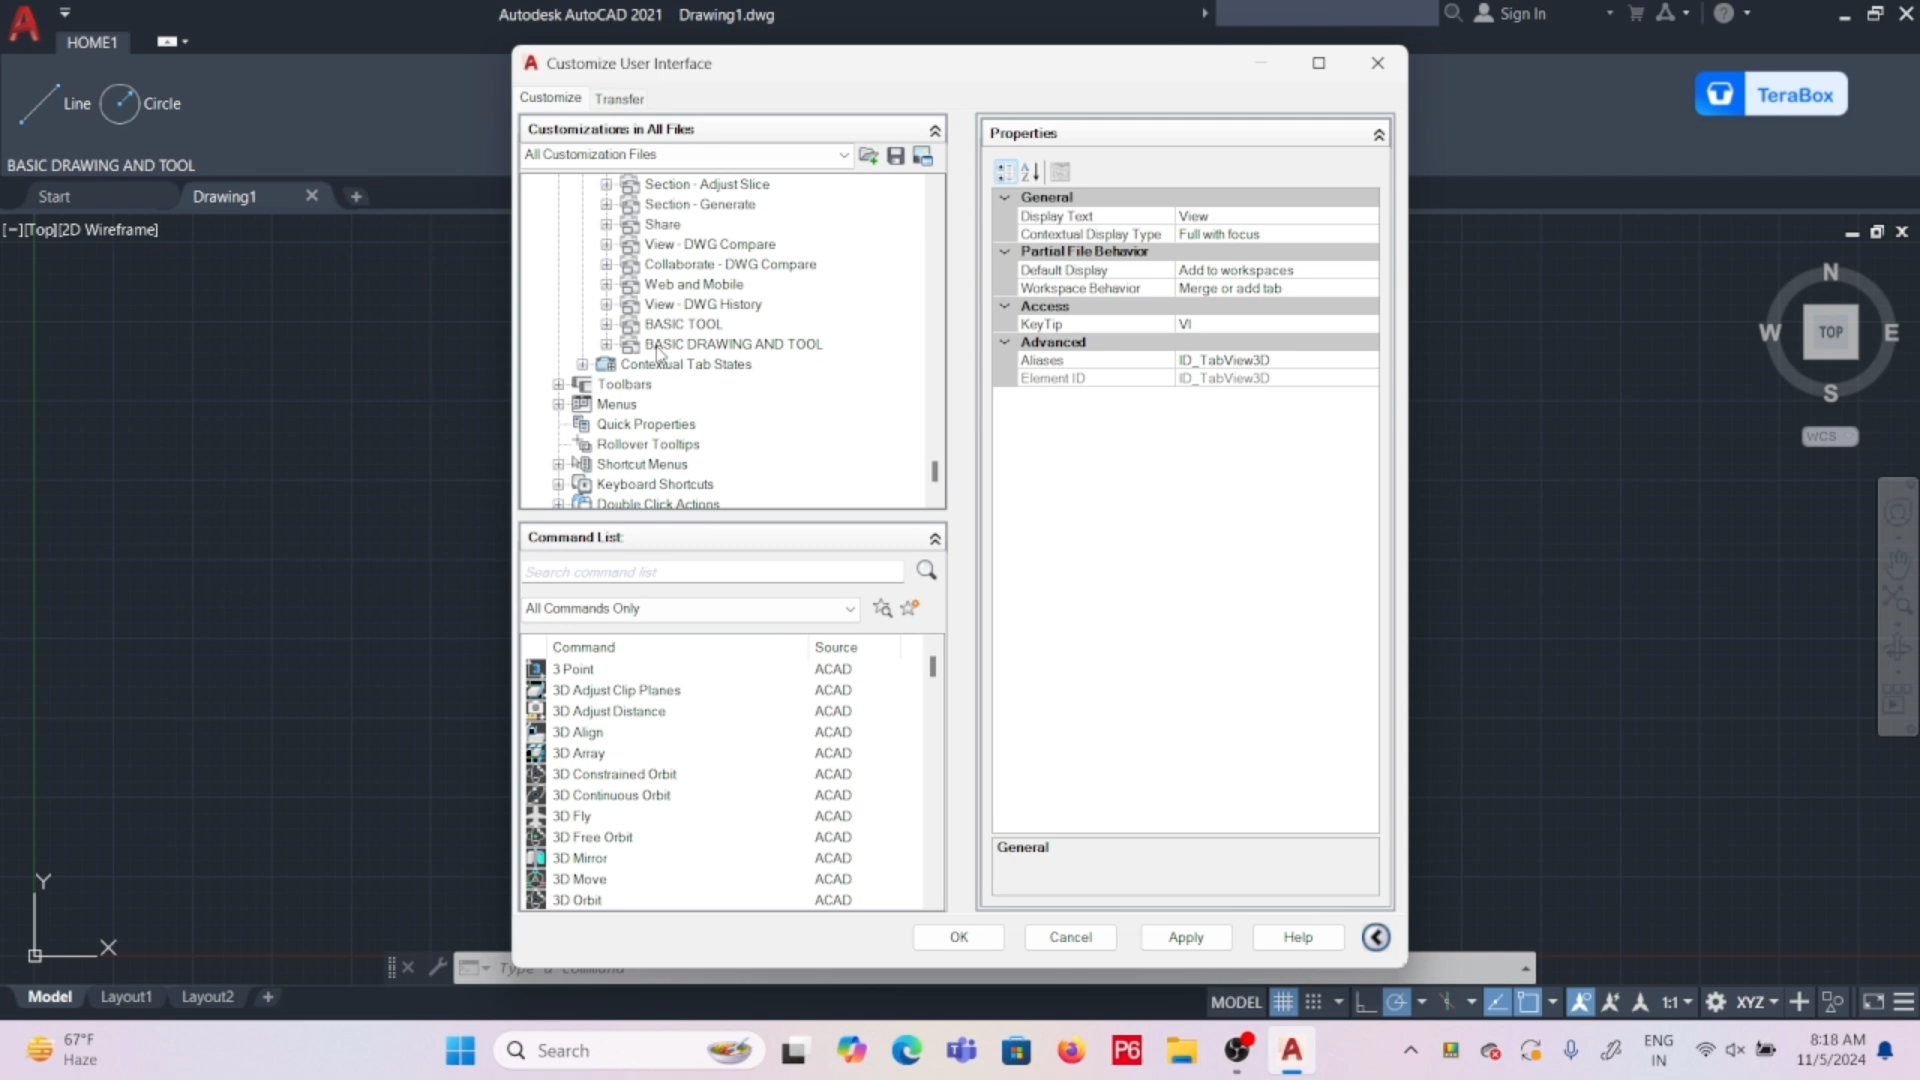 Autodesk AutoCAD 2021 Drawing1.dwg
Sign In
HOME1
Line Circle
BASIC DRAWING AND TOOL
Start
Drawing1
[−][Top][2D Wireframe]
TeraBox
N
W TOP E
S
WCS
Customize User Interface
Customize Transfer
Customizations in All Files
All Customization Files
Section - Adjust Slice
Section - Generate
Share
View - DWG Compare
Collaborate - DWG Compare
Web and Mobile
View - DWG History
BASIC TOOL
BASIC DRAWING AND TOOL
Contextual Tab States
Toolbars
Menus
Quick Properties
Rollover Tooltips
Shortcut Menus
Keyboard Shortcuts
Double Click Actions
Command List:
Search command list
All Commands Only
Command Source
3 Point ACAD
3D Adjust Clip Planes ACAD
3D Adjust Distance ACAD
3D Align ACAD
3D Array ACAD
3D Constrained Orbit ACAD
3D Continuous Orbit ACAD
3D Fly ACAD
3D Free Orbit ACAD
3D Mirror ACAD
3D Move ACAD
3D Orbit ACAD
Properties
General
Display Text View
Contextual Display Type Full with focus
Partial File Behavior
Default Display Add to workspaces
Workspace Behavior Merge or add tab
Access
KeyTip VI
Advanced
Aliases ID_TabView3D
Element ID ID_TabView3D
General
OK Cancel Apply Help
Y
X
Type a command
Model Layout1 Layout2
MODEL 1:1 XYZ
67°F
Haze
Search
P6
ENG
IN
8:18 AM
11/5/2024